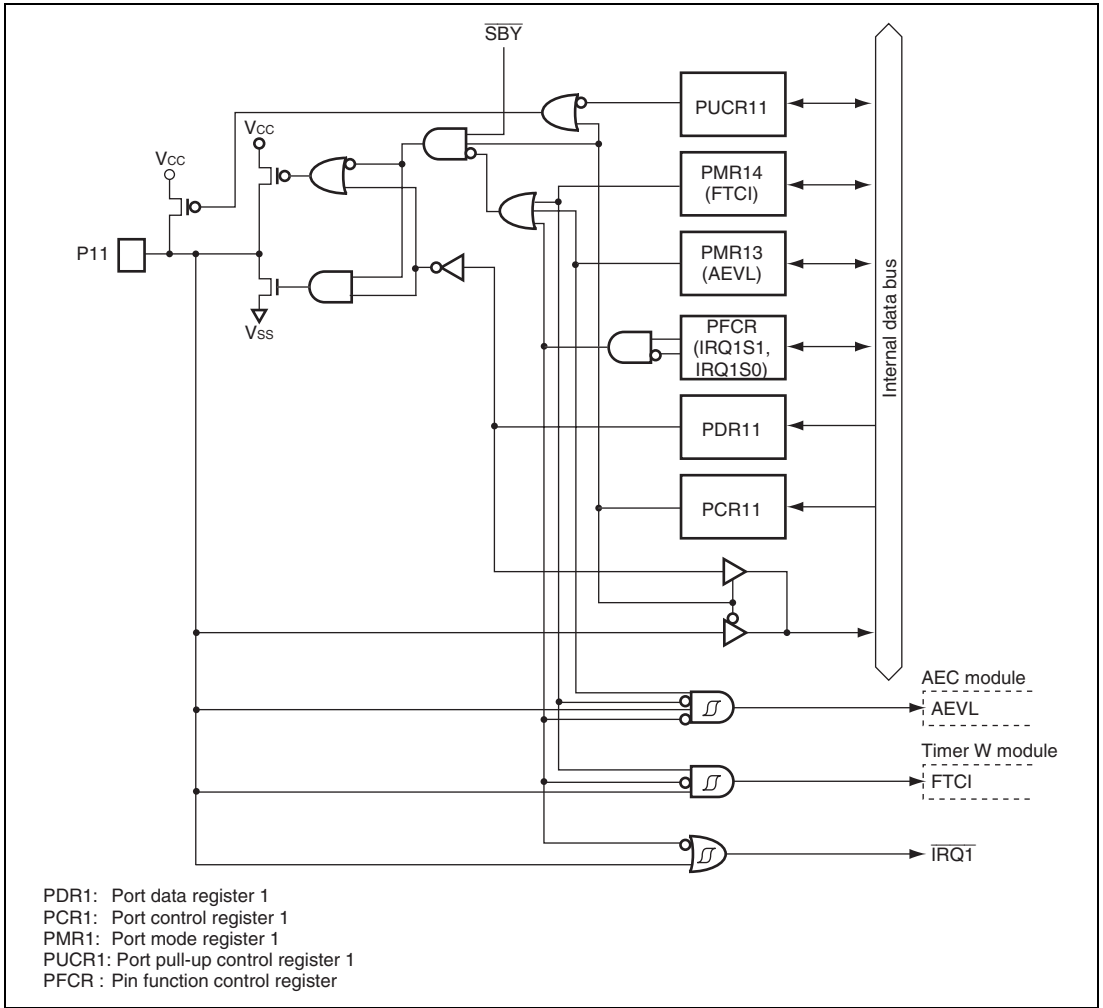 SBY
PUCR11
VCC
PMR14
(FTCI)
VCC
P11
PMR13
(AEVL)
VSS
PFCR
(IRQ1S1,
IRQ1S0)
Internal data bus
PDR11
PCR11
AEC module
AEVL
Timer W module
FTCI
IRQ1
PDR1: Port data register 1
PCR1: Port control register 1
PMR1: Port mode register 1
PUCR1: Port pull-up control register 1
PFCR : Pin function control register